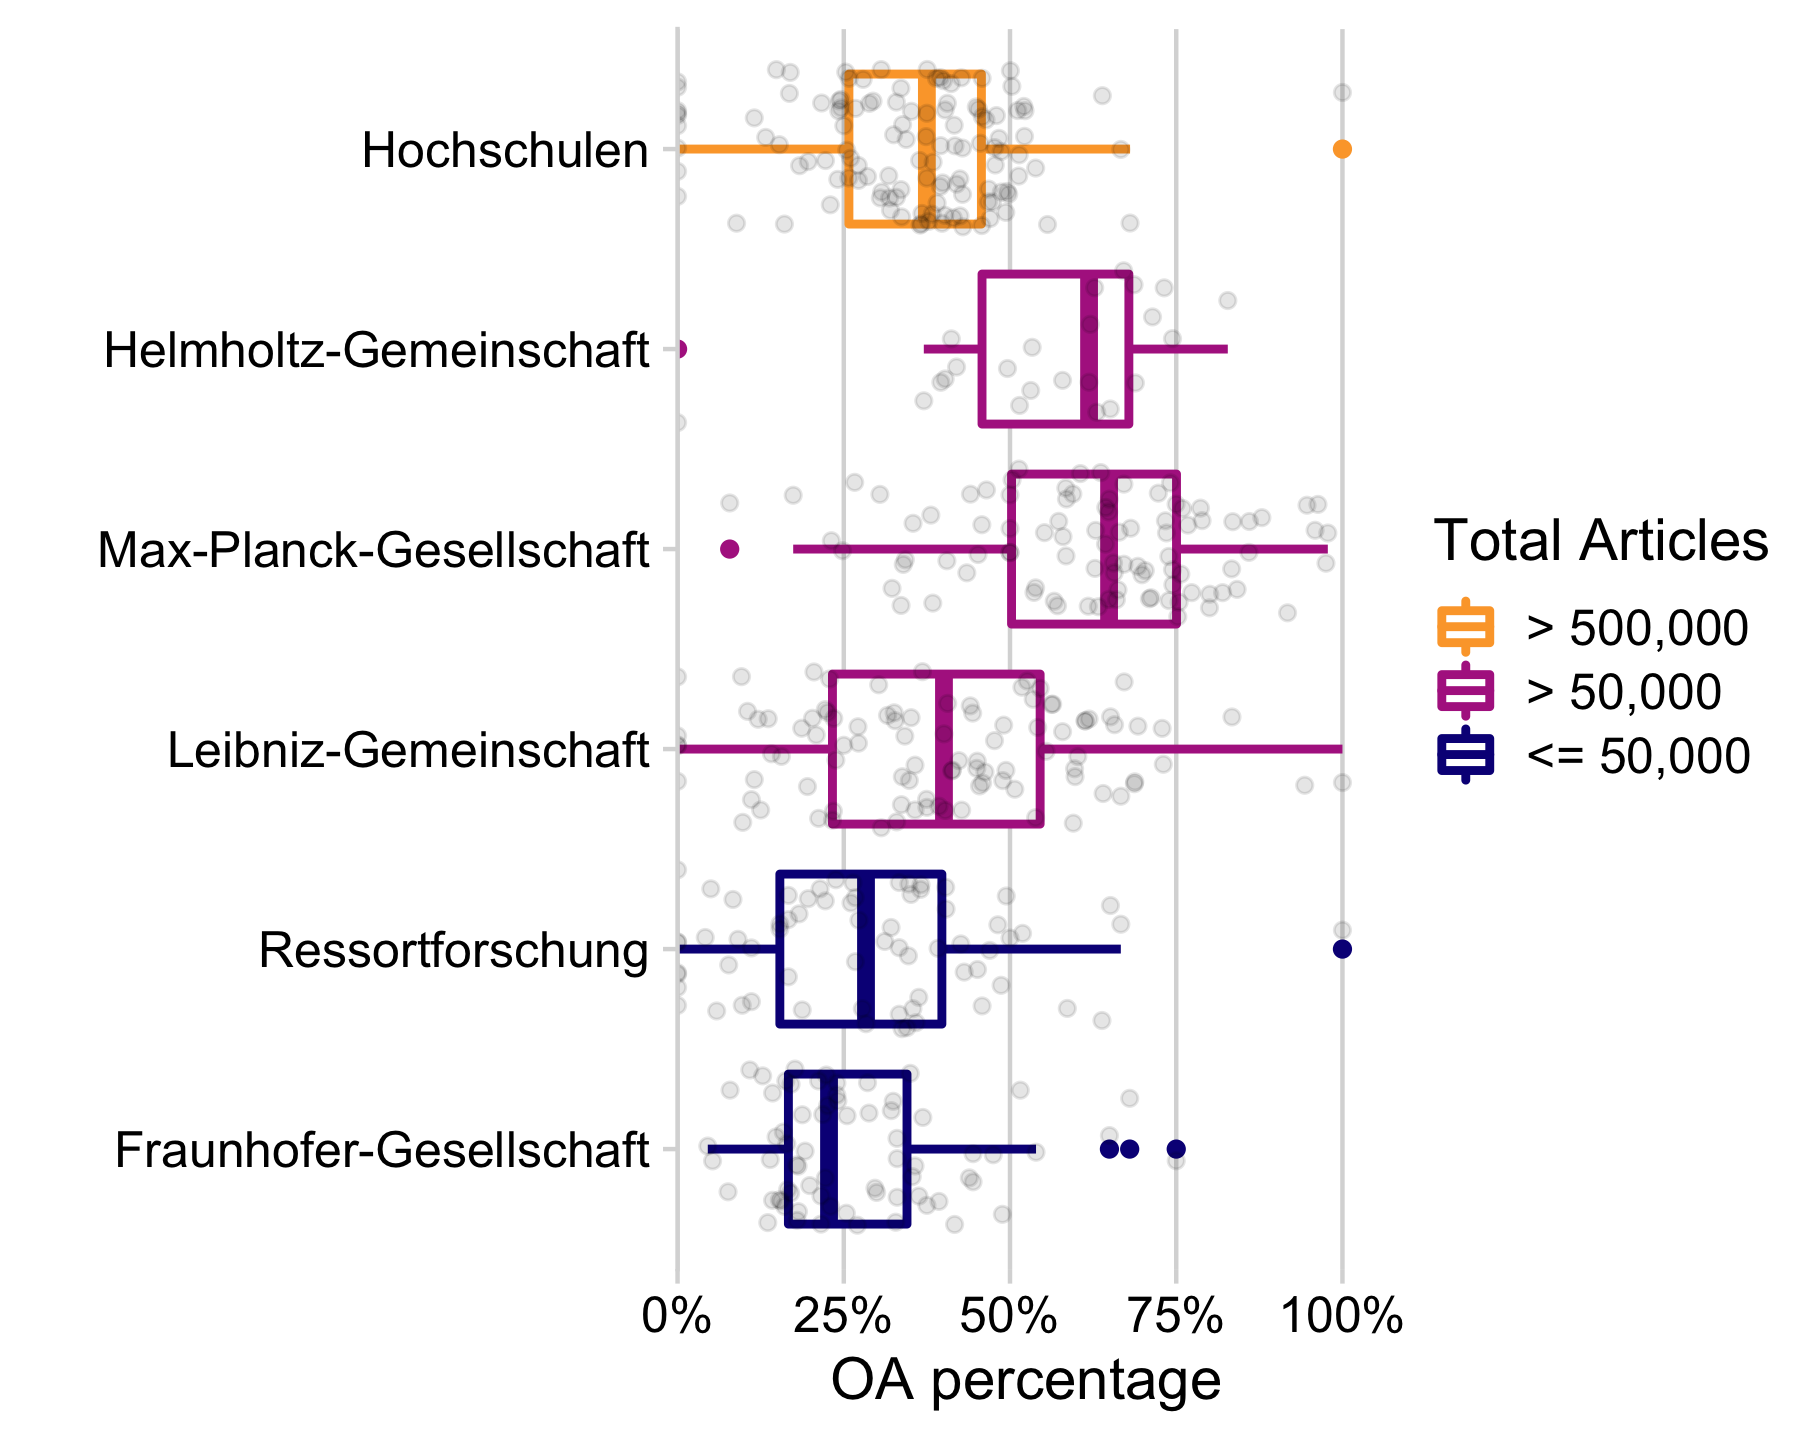 Hochschulen
Helmholtz-Gemeinschaft
Max-Planck-Gesellschaft
Leibniz-Gemeinschaft
Ressortforschung
Fraunhofer-Gesellschaft
0% 25% 50% 75% 100%
OA percentage
Total Articles
> 500,000
> 50,000
<= 50,000